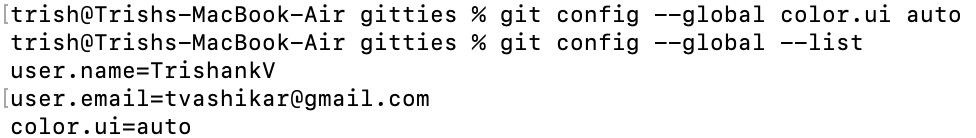 [trish@Trishs-MacBook-Air gitties % git config --global color.ui auto
trish@Trishs-MacBook-Air gitties % git config --global --list
user.name=TrishankV
[user.email=tvashikar@gmail.com
color.ui=auto